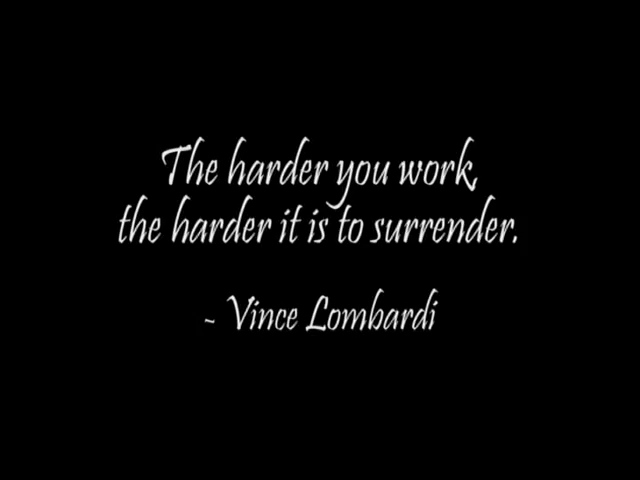 The harder you work,
the harder it is to surrender.
~ Vince Lombardi